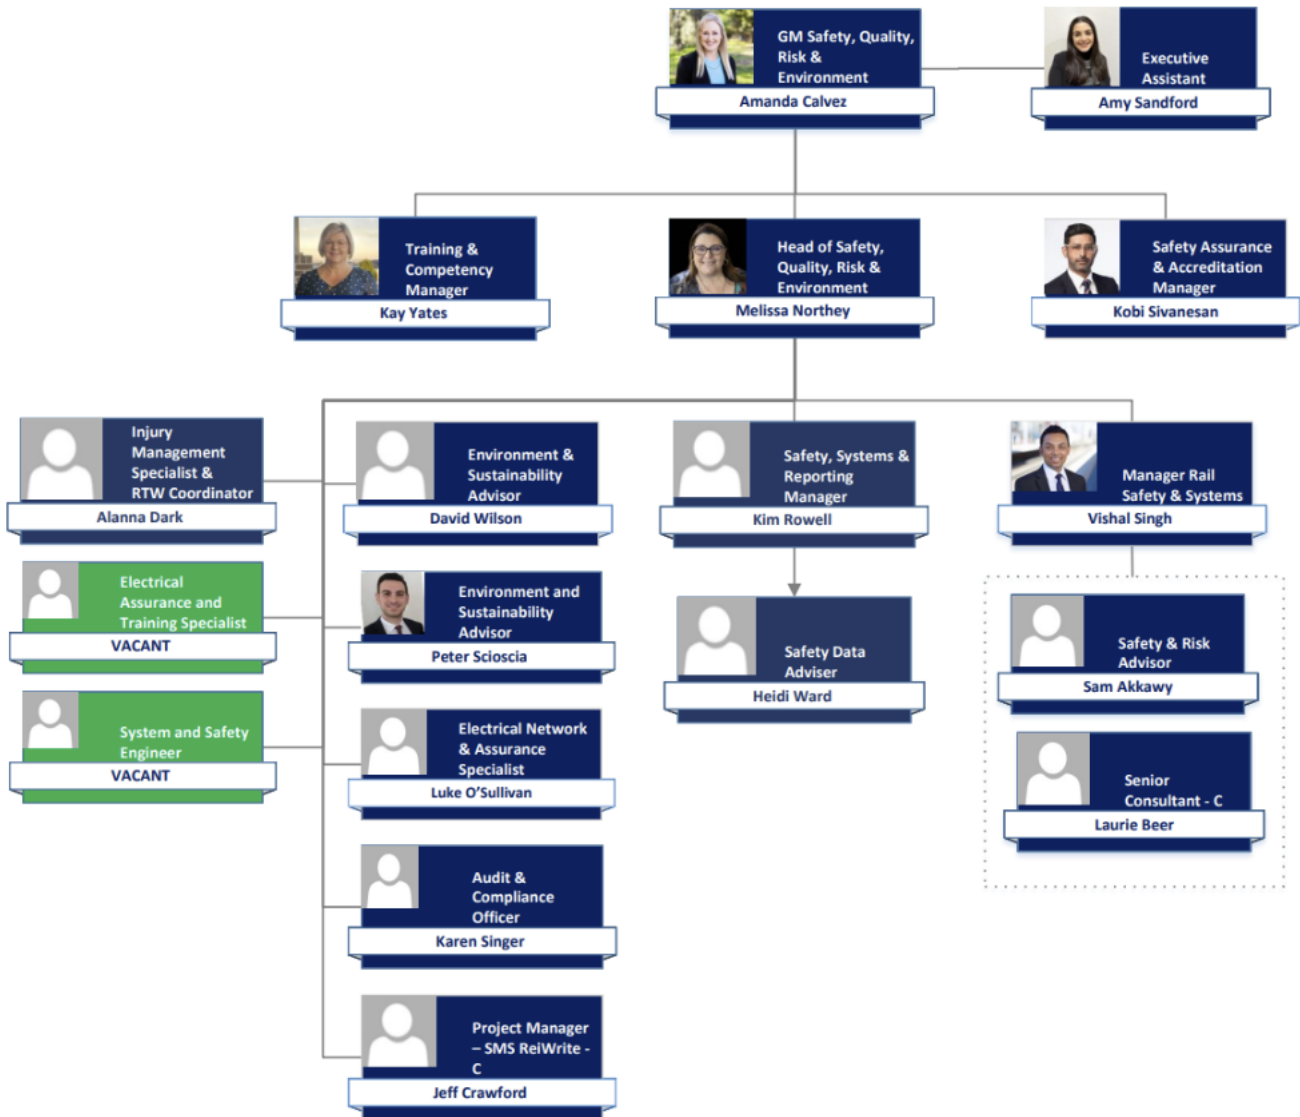 GM Safety, Quality,
Risk &
Environment
Amanda Calvez
Executive
Assistant
Amy Sandford
Training &
Competency
Manager
Kay Yates
Head of Safety,
Quality, Risk &
Environment
Melissa Northey
Safety Assurance
& Accreditation
Manager
Kobi Sivanesan
Injury
Management
Specialist &
RTW Coordinator
Alanna Dark
Environment &
Sustainability
Advisor
David Wilson
Safety, Systems &
Reporting
Manager
Kim Rowell
Manager Rail
Safety & Systems
Vishal Singh
Electrical
Assurance and
Training Specialist
VACANT
Environment and
Sustainability
Advisor
Peter Scioscia
Safety Data
Adviser
Heidi Ward
Safety & Risk
Advisor
Sam Akkawy
System and Safety
Engineer
VACANT
Electrical Network
& Assurance
Specialist
Luke O'Sullivan
Senior
Consultant - C
Laurie Beer
Audit &
Compliance
Officer
Karen Singer
Project Manager
– SMS ReiWrite -
C
Jeff Crawford